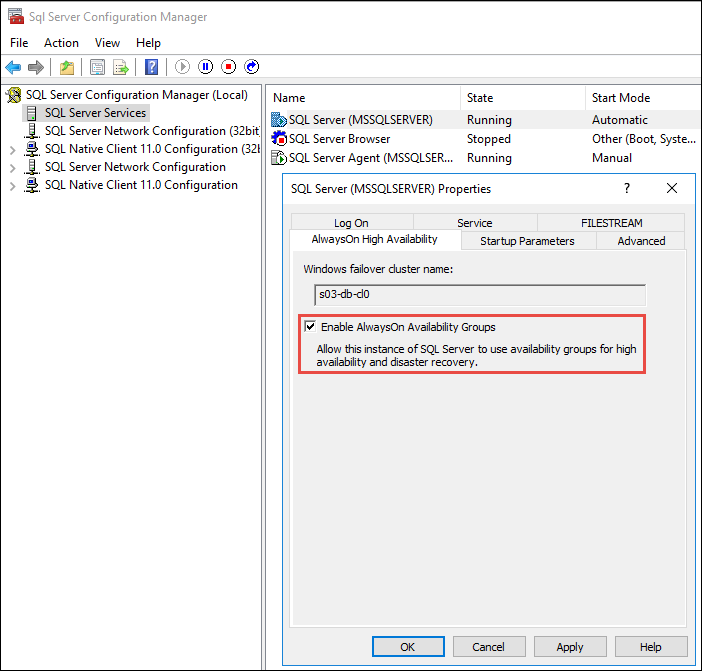 Sql Server Configuration Manager
File Action View Help
SQL Server Configuration Manager (Local)
SQL Server Services
SQL Server Network Configuration (32bit
SQL Native Client 11.0 Configuration (32b
SQL Server Network Configuration
SQL Native Client 11.0 Configuration
Name State Start Mode
SQL Server (MSSQLSERVER) Running Automatic
SQL Server Browser Stopped Other (Boot, Syste...
SQL Server Agent (MSSQLSER... Running Manual
SQL Server (MSSQLSERVER) Properties ?
Log On Service FILESTREAM
AlwaysOn High Availability Startup Parameters Advanced
Windows failover cluster name:
s03-db-cl0
Enable AlwaysOn Availability Groups
Allow this instance of SQL Server to use availability groups for high
availability and disaster recovery.
OK Cancel Apply Help